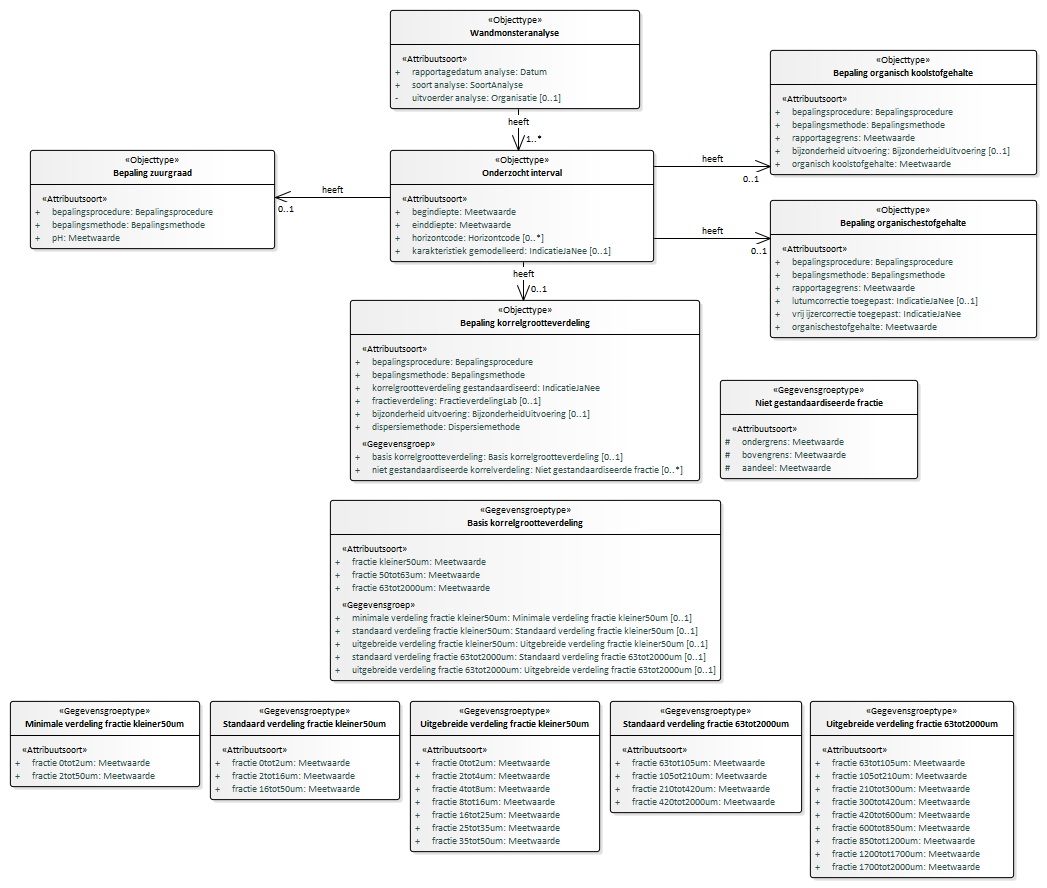 «Objecttype»
Wandmonsteranalyse
«Attribuutsoort»
+ rapportagedatum analyse: Datum
+ soort analyse: SoortAnalyse
- uitvoerder analyse: Organisatie [0..1]
heeft
1..*
«Objecttype»
Bepaling organisch koolstofgehalte
«Attribuutsoort»
+ bepalingsprocedure: Bepalingsprocedure
+ bepalingsmethode: Bepalingsmethode
+ rapportagegrens: Meetwaarde
+ bijzonderheid uitvoering: BijzonderheidUitvoering [0..1]
+ organisch koolstofgehalte: Meetwaarde
«Objecttype»
Bepaling zuurgraad
«Attribuutsoort»
+ bepalingsprocedure: Bepalingsprocedure
+ bepalingsmethode: Bepalingsmethode
+ pH: Meetwaarde
heeft
0..1
«Objecttype»
Onderzocht interval
«Attribuutsoort»
+ begindiepte: Meetwaarde
+ einddiepte: Meetwaarde
+ horizontcode: Horizontcode [0..*]
+ karakteristiek gemodelleerd: IndicatieJaNee [0..1]
heeft
0..1
heeft
0..1
«Objecttype»
Bepaling organischestofgehalte
«Attribuutsoort»
+ bepalingsprocedure: Bepalingsprocedure
+ bepalingsmethode: Bepalingsmethode
+ rapportagegrens: Meetwaarde
+ lutumcorrectie toegepast: IndicatieJaNee [0..1]
+ vrij ijzercorrectie toegepast: IndicatieJaNee
+ organischestofgehalte: Meetwaarde
heeft
0..1
«Objecttype»
Bepaling korrelgrootteverdeling
«Attribuutsoort»
+ bepalingsprocedure: Bepalingsprocedure
+ bepalingsmethode: Bepalingsmethode
+ korrelgrootteverdeling gestandaardiseerd: IndicatieJaNee
+ fractieverdeling: FractieverdelingLab [0..1]
+ bijzonderheid uitvoering: BijzonderheidUitvoering [0..1]
+ dispersiemethode: Dispersiemethode
«Gegevensgroep»
+ basis korrelgrootteverdeling: Basis korrelgrootteverdeling [0..1]
+ niet gestandaardiseerde korrelverdeling: Niet gestandaardiseerde fractie [0..*]
«Gegevensgroeptype»
Niet gestandaardiseerde fractie
«Attribuutsoort»
# ondergrens: Meetwaarde
# bovengrens: Meetwaarde
# aandeel: Meetwaarde
«Gegevensgroeptype»
Basis korrelgrootteverdeling
«Attribuutsoort»
+ fractie kleiner50um: Meetwaarde
+ fractie 50tot63um: Meetwaarde
+ fractie 63tot2000um: Meetwaarde
«Gegevensgroep»
+ minimale verdeling fractie kleiner50um: Minimale verdeling fractie kleiner50um [0..1]
+ standaard verdeling fractie kleiner50um: Standaard verdeling fractie kleiner50um [0..1]
+ uitgebreide verdeling fractie kleiner50um: Uitgebreide verdeling fractie kleiner50um [0..1]
+ standaard verdeling fractie 63tot2000um: Standaard verdeling fractie 63tot2000um [0..1]
+ uitgebreide verdeling fractie 63tot2000um: Uitgebreide verdeling fractie 63tot2000um [0..1]
«Gegevensgroeptype»
Minimale verdeling fractie kleiner50um
«Attribuutsoort»
+ fractie 0tot2um: Meetwaarde
+ fractie 2tot50um: Meetwaarde
«Gegevensgroeptype»
Standaard verdeling fractie kleiner50um
«Attribuutsoort»
+ fractie 0tot2um: Meetwaarde
+ fractie 2tot16um: Meetwaarde
+ fractie 16tot50um: Meetwaarde
«Gegevensgroeptype»
Uitgebreide verdeling fractie kleiner50um
«Attribuutsoort»
+ fractie 0tot2um: Meetwaarde
+ fractie 2tot4um: Meetwaarde
+ fractie 4tot8um: Meetwaarde
+ fractie 8tot16um: Meetwaarde
+ fractie 16tot25um: Meetwaarde
+ fractie 25tot35um: Meetwaarde
+ fractie 35tot50um: Meetwaarde
«Gegevensgroeptype»
Standaard verdeling fractie 63tot2000um
«Attribuutsoort»
+ fractie 63tot105um: Meetwaarde
+ fractie 105ot210um: Meetwaarde
+ fractie 210tot420um: Meetwaarde
+ fractie 420tot2000um: Meetwaarde
«Gegevensgroeptype»
Uitgebreide verdeling fractie 63tot2000um
«Attribuutsoort»
+ fractie 63tot105um: Meetwaarde
+ fractie 105ot210um: Meetwaarde
+ fractie 210tot300um: Meetwaarde
+ fractie 300tot420um: Meetwaarde
+ fractie 420tot600um: Meetwaarde
+ fractie 600tot850um: Meetwaarde
+ fractie 850tot1200um: Meetwaarde
+ fractie 1200tot1700um: Meetwaarde
+ fractie 1700tot2000um: Meetwaarde